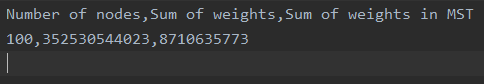 Number of nodes,Sum of weights,Sum of weights in MST
100,352530544023,8710635773